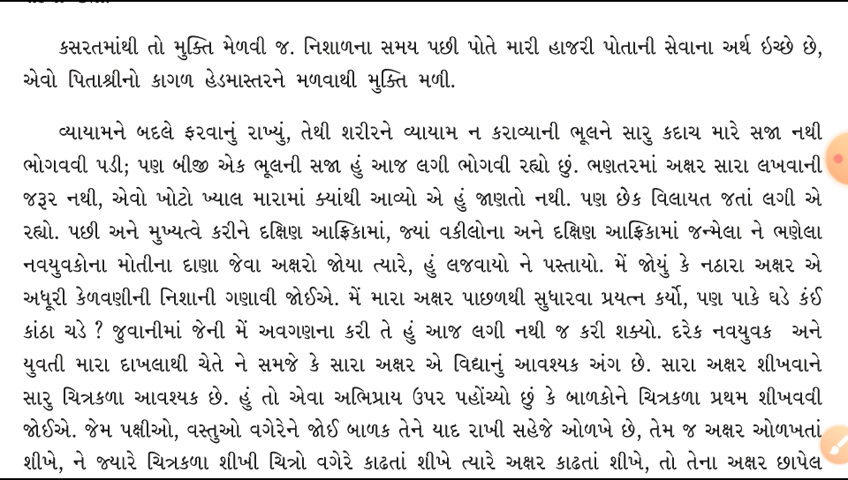 કસરતમાંથી તો મુક્તિ મેળવી જ. નિશાળના સમય પછી પોતે મારી હાજરી પોતાની સેવાના અર્થ ઇચ્છે છે,
એવો પિતાશ્રીનો કાગળ હેડમાસ્તરને મળવાથી મુક્તિ મળી.
વ્યાયામને બદલે ફરવાનું રાખ્યું, તેથી શરીરને વ્યાયામ ન કરાવ્યાની ભૂલને સારુ કદાચ મારે સજા નથી
ભોગવવી પડી; પણ બીજી એક ભૂલની સજા હું આજ લગી ભોગવી રહ્યો છું. ભણતરમાં અક્ષર સારા લખવાની
જરૂર નથી, એવો ખોટો ખ્યાલ મારામાં ક્યાંથી આવ્યો એ હું જાણતો નથી. પણ છેક વિલાયત જતાં લગી એ
રહ્યો. પછી અને મુખ્યત્વે કરીને દક્ષિણ આફ્રિકામાં, જ્યાં વકીલોના અને દક્ષિણ આફ્રિકામાં જન્મેલા ને ભણેલા
નવયુવકોના મોતીના દાણા જેવા અક્ષરો જોયા ત્યારે, હું લજવાયો ને પસ્તાયો. મેં જોયું કે નઠારા અક્ષર એ
અધૂરી કેળવણીની નિશાની ગણાવી જોઈએ. મેં મારા અક્ષર પાછળથી સુધારવા પ્રયત્ન કર્યો, પણ પાકે ઘડે કંઈ
કાંઠા ચડે ? જુવાનીમાં જેની મેં અવગણના કરી તે હું આજ લગી નથી જ કરી શક્યો. દરેક નવયુવક અને
યુવતી મારા દાખલાથી ચેતે ને સમજે કે સારા અક્ષર એ વિદ્યાનું આવશ્યક અંગ છે. સારા અક્ષર શીખવાને
સારુ ચિત્રકળા આવશ્યક છે. હું તો એવા અભિપ્રાય ઉપર પહોંચ્યો છું કે બાળકોને ચિત્રકળા પ્રથમ શીખવવી
જોઈએ. જેમ પક્ષીઓ, વસ્તુઓ વગેરેને જોઈ બાળક તેને યાદ રાખી સહેજે ઓળખે છે, તેમ જ અક્ષર ઓળખતાં
શીખે, ને જ્યારે ચિત્રકળા શીખી ચિત્રો વગેરે કાઢતાં શીખે ત્યારે અક્ષર કાઢતાં શીખે, તો તેના અક્ષર છાપેલ